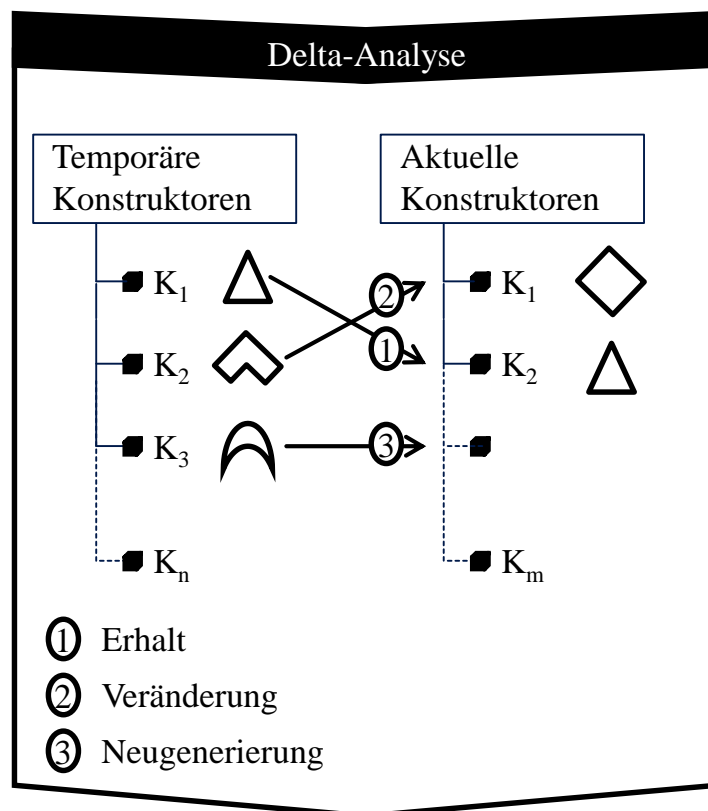 Delta-Analyse
Temporäre
Konstruktoren
Aktuelle
Konstruktoren
K1
2
K1
K2
1
K2
K3
3
Kn
Km
1 Erhalt
2 Veränderung
3 Neugenerierung